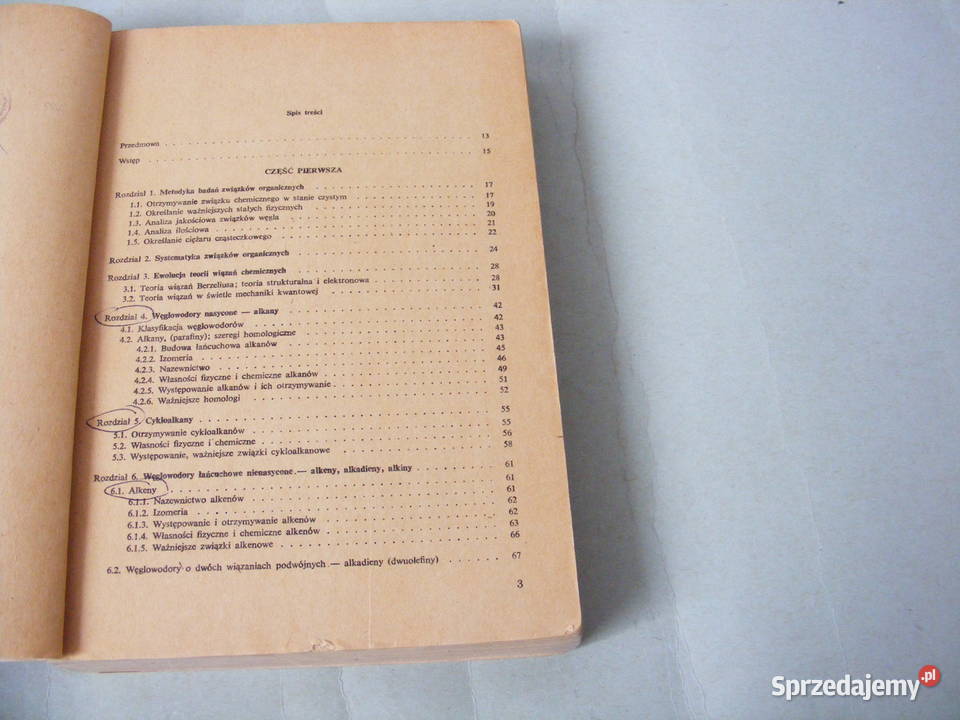 Spis treści
Przedmowa . . . 13
Wstęp . . . 15
CZĘŚĆ PIERWSZA
Rozdział 1. Metodyka badań związków organicznych . . . 17
1.1. Otrzymywanie związku chemicznego w stanie czystym . . . 17
1.2. Określanie ważniejszych stałych fizycznych . . . 19
1.3. Analiza jakościowa związków węgla . . . 20
1.4. Analiza ilościowa . . . 21
1.5. Określanie ciężaru cząsteczkowego . . . 22
Rozdział 2. Systematyka związków organicznych . . . 24
Rozdział 3. Ewolucja teorii wiązań chemicznych . . . 28
3.1. Teoria wiązań Berzeliusa; teoria strukturalna i elektronowa . . . 28
3.2. Teoria wiązań w świetle mechaniki kwantowej . . . 31
Rozdział 4. Węglowodory nasycone — alkany . . . 42
4.1. Klasyfikacja węglowodorów . . . 42
4.2. Alkany, (parafiny); szeregi homologiczne . . . 43
4.2.1. Budowa łańcuchowa alkanów . . . 43
4.2.2. Izomeria . . . 45
4.2.3. Nazewnictwo . . . 46
4.2.4. Własności fizyczne i chemiczne alkanów . . . 49
4.2.5. Występowanie alkanów i ich otrzymywanie . . . 51
4.2.6. Ważniejsze homologi . . . 52
Rozdział 5. Cykloalkany . . . 55
5.1. Otrzymywanie cykloalkanów . . . 55
5.2. Własności fizyczne i chemiczne . . . 56
5.3. Występowanie, ważniejsze związki cykloalkanowe . . . 58
Rozdział 6. Węglowodory łańcuchowe nienasycone — alkeny, alkadieny, alkiny . . . 61
6.1. Alkeny . . . 61
6.1.1. Nazewnictwo alkenów . . . 61
6.1.2. Izomeria . . . 62
6.1.3. Występowanie i otrzymywanie alkenów . . . 62
6.1.4. Własności fizyczne i chemiczne alkenów . . . 63
6.1.5. Ważniejsze związki alkenowe . . . 66
6.2. Węglowodory o dwóch wiązaniach podwójnych — alkadieny (dwuolefiny) . . . 67
3
Sprzedajemy.pl